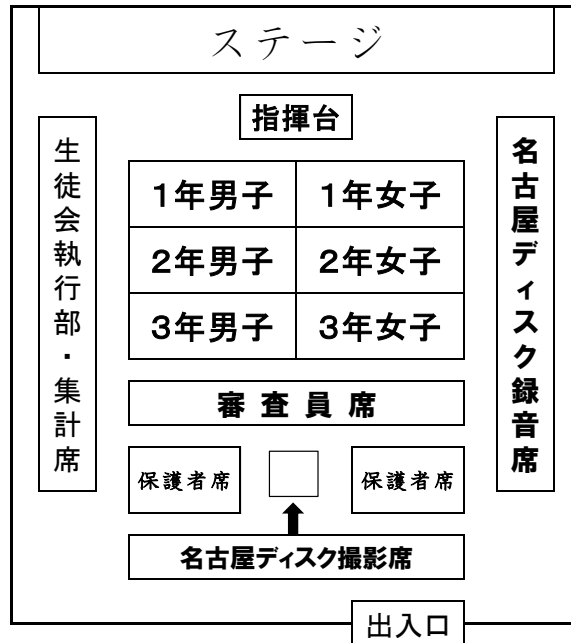 ステージ
指揮台
生徒会執行部・集計席
1年男子 1年女子
2年男子 2年女子
3年男子 3年女子
名古屋ディスク録音席
審査員席
保護者席 保護者席
名古屋ディスク撮影席
出入口